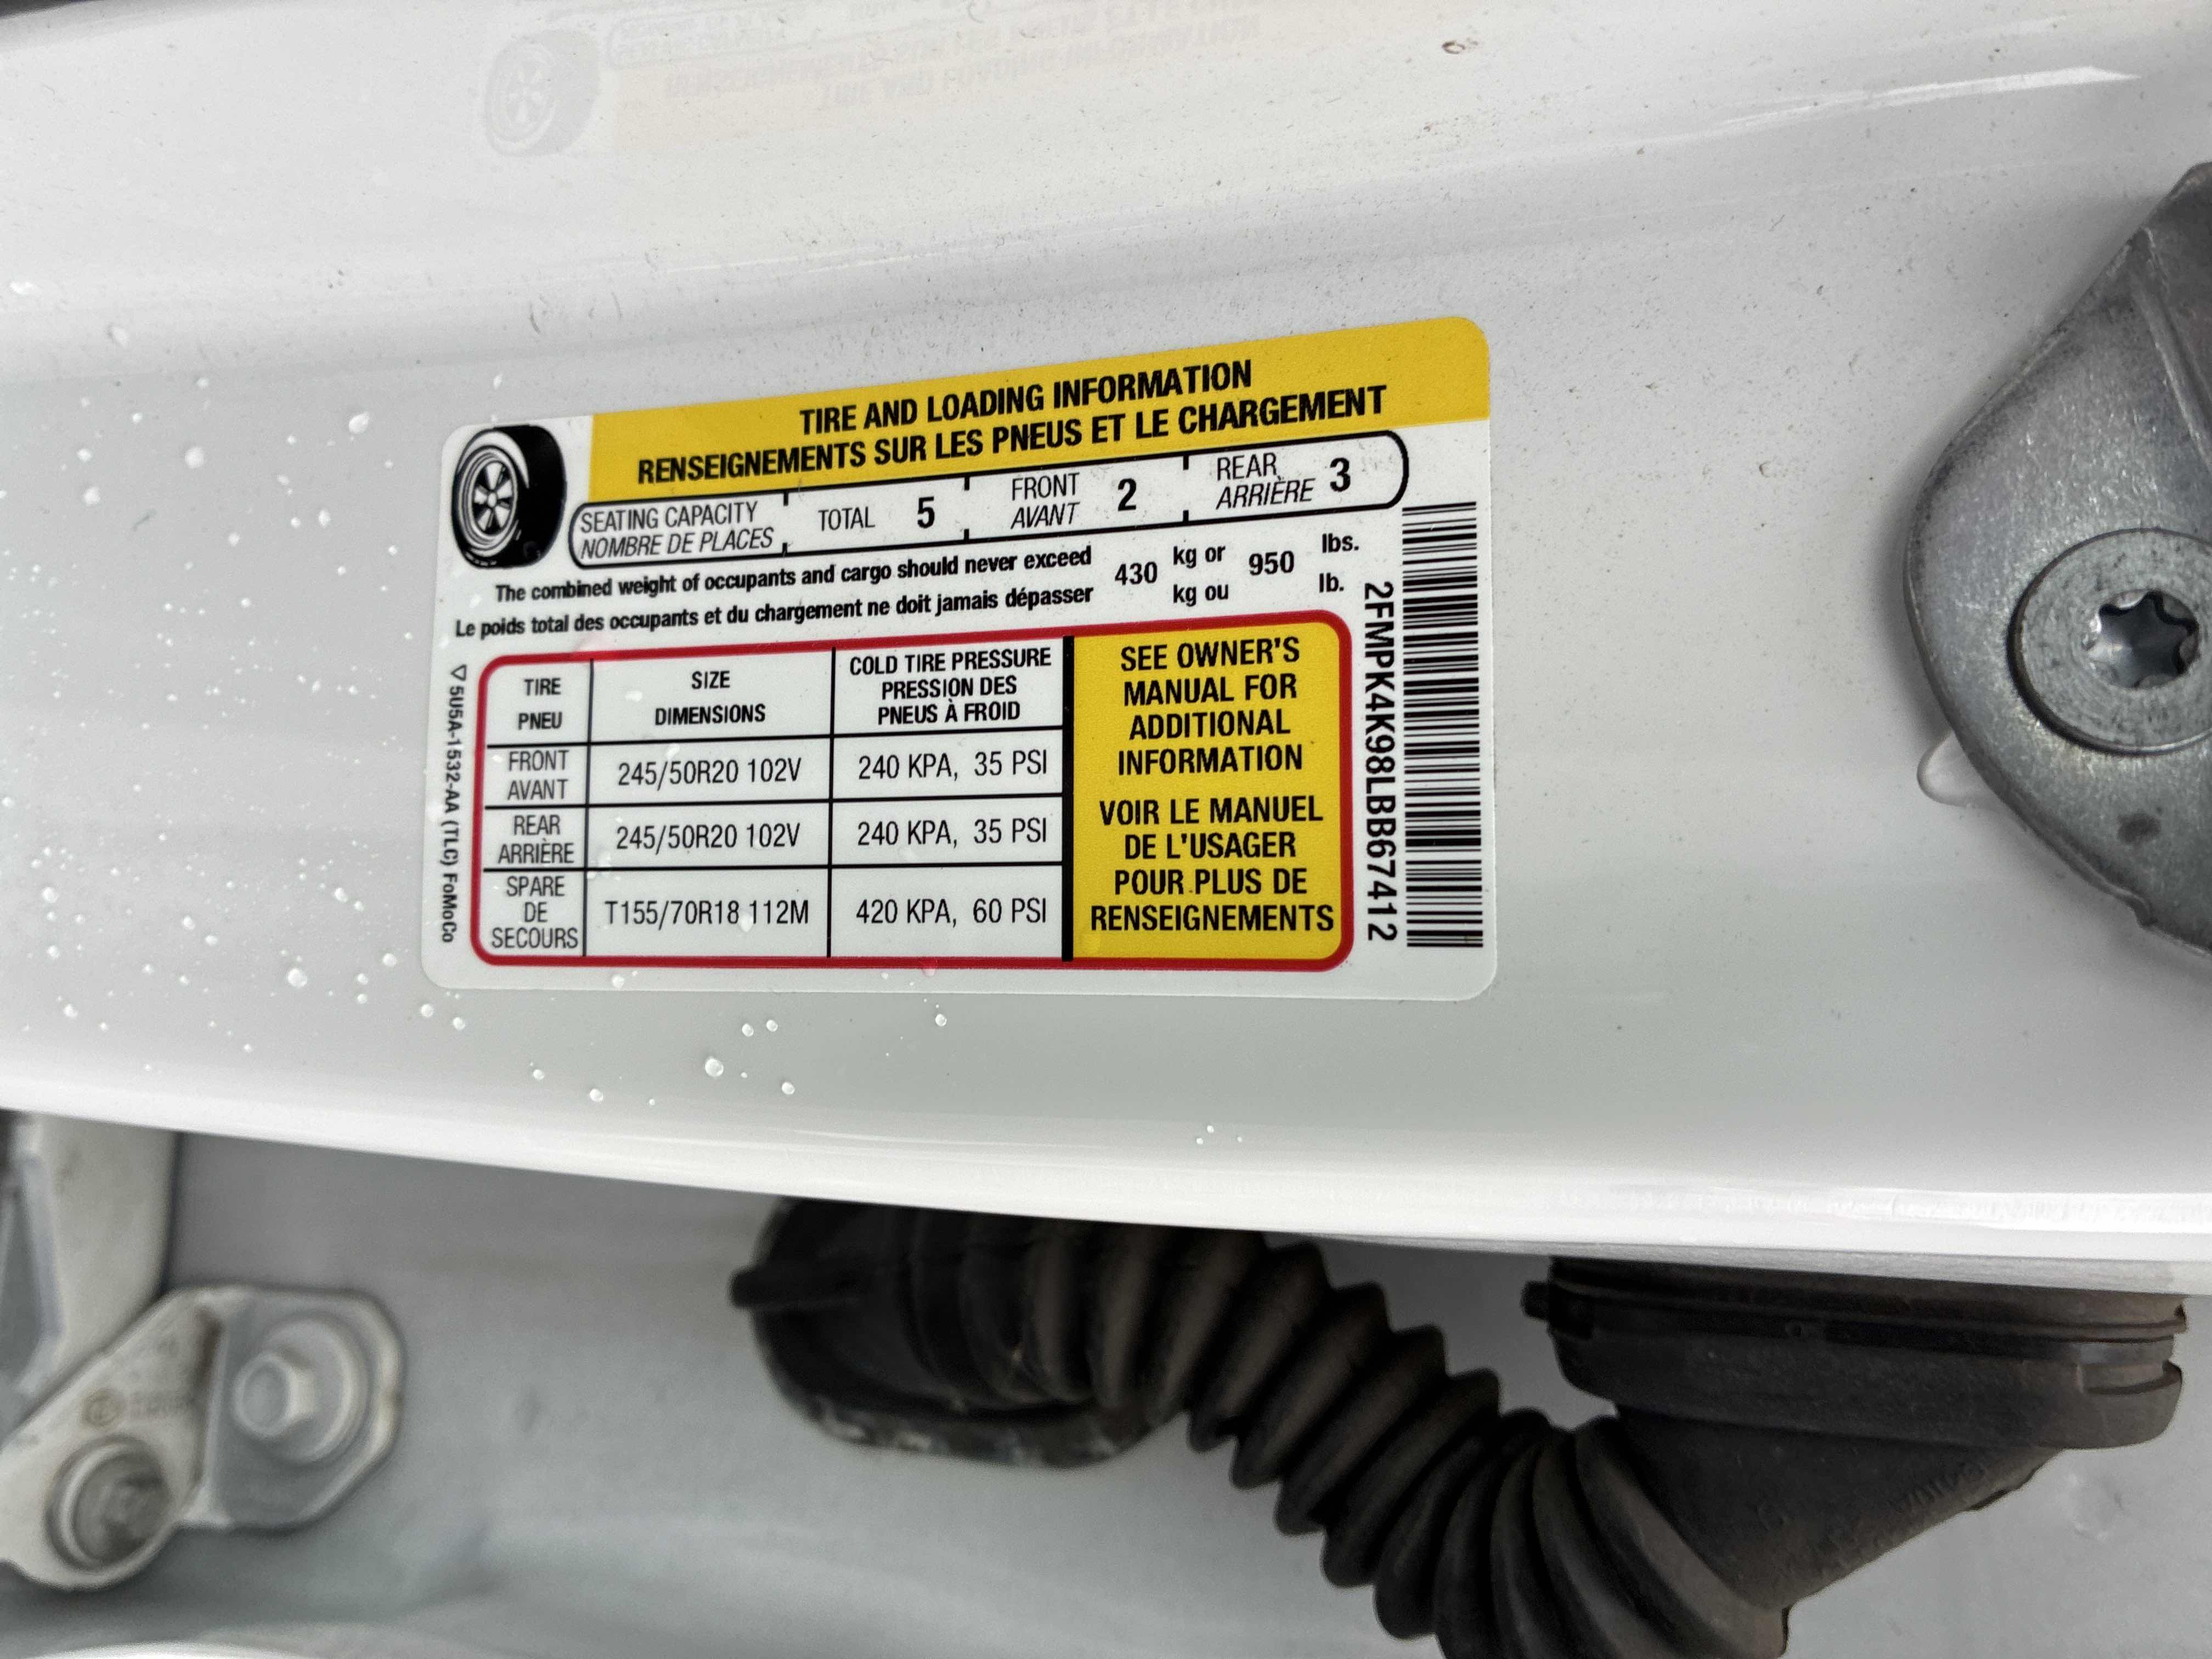 TIRE AND LOADING INFORMATION
RENSEIGNEMENTS SUR LES PNEUS ET LE CHARGEMENT
SEATING CAPACITY TOTAL 5 FRONT 2 REAR 3
NOMBRE DE PLACES AVANT ARRIÈRE
The combined weight of occupants and cargo should never exceed 430 kg or 950 lbs.
Le poids total des occupants et du chargement ne doit jamais dépasser kg ou lb.
TIRE SIZE COLD TIRE PRESSURE
PNEU DIMENSIONS PRESSION DES
PNEUS À FROID
FRONT
AVANT
245/50R20 102V 240 KPA, 35 PSI
REAR
ARRIÈRE
245/50R20 102V 240 KPA, 35 PSI
SPARE
DE
SECOURS
T155/70R18 112M 420 KPA, 60 PSI
SEE OWNER'S
MANUAL FOR
ADDITIONAL
INFORMATION
VOIR LE MANUEL
DE L'USAGER
POUR PLUS DE
RENSEIGNEMENTS
2FMPK4K98LBB67412
5U5A-1532-AA (TLC) FoMoCo